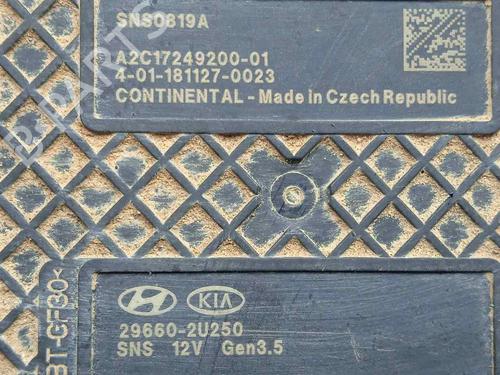 SNS0819A
A2C17249200-01
4-01-181127-0023
CONTINENTAL - Made in Czech Republic
KIA
29660-2U250
SNS 12V Gen3.5